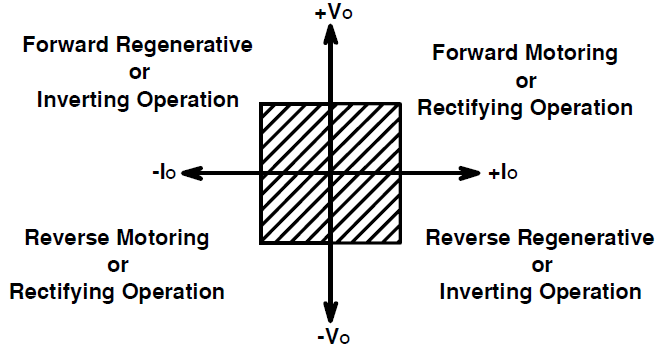 +Vo
Forward Regenerative
or
Inverting Operation
Forward Motoring
or
Rectifying Operation
-Io
+Io
Reverse Motoring
or
Rectifying Operation
Reverse Regenerative
or
Inverting Operation
-Vo